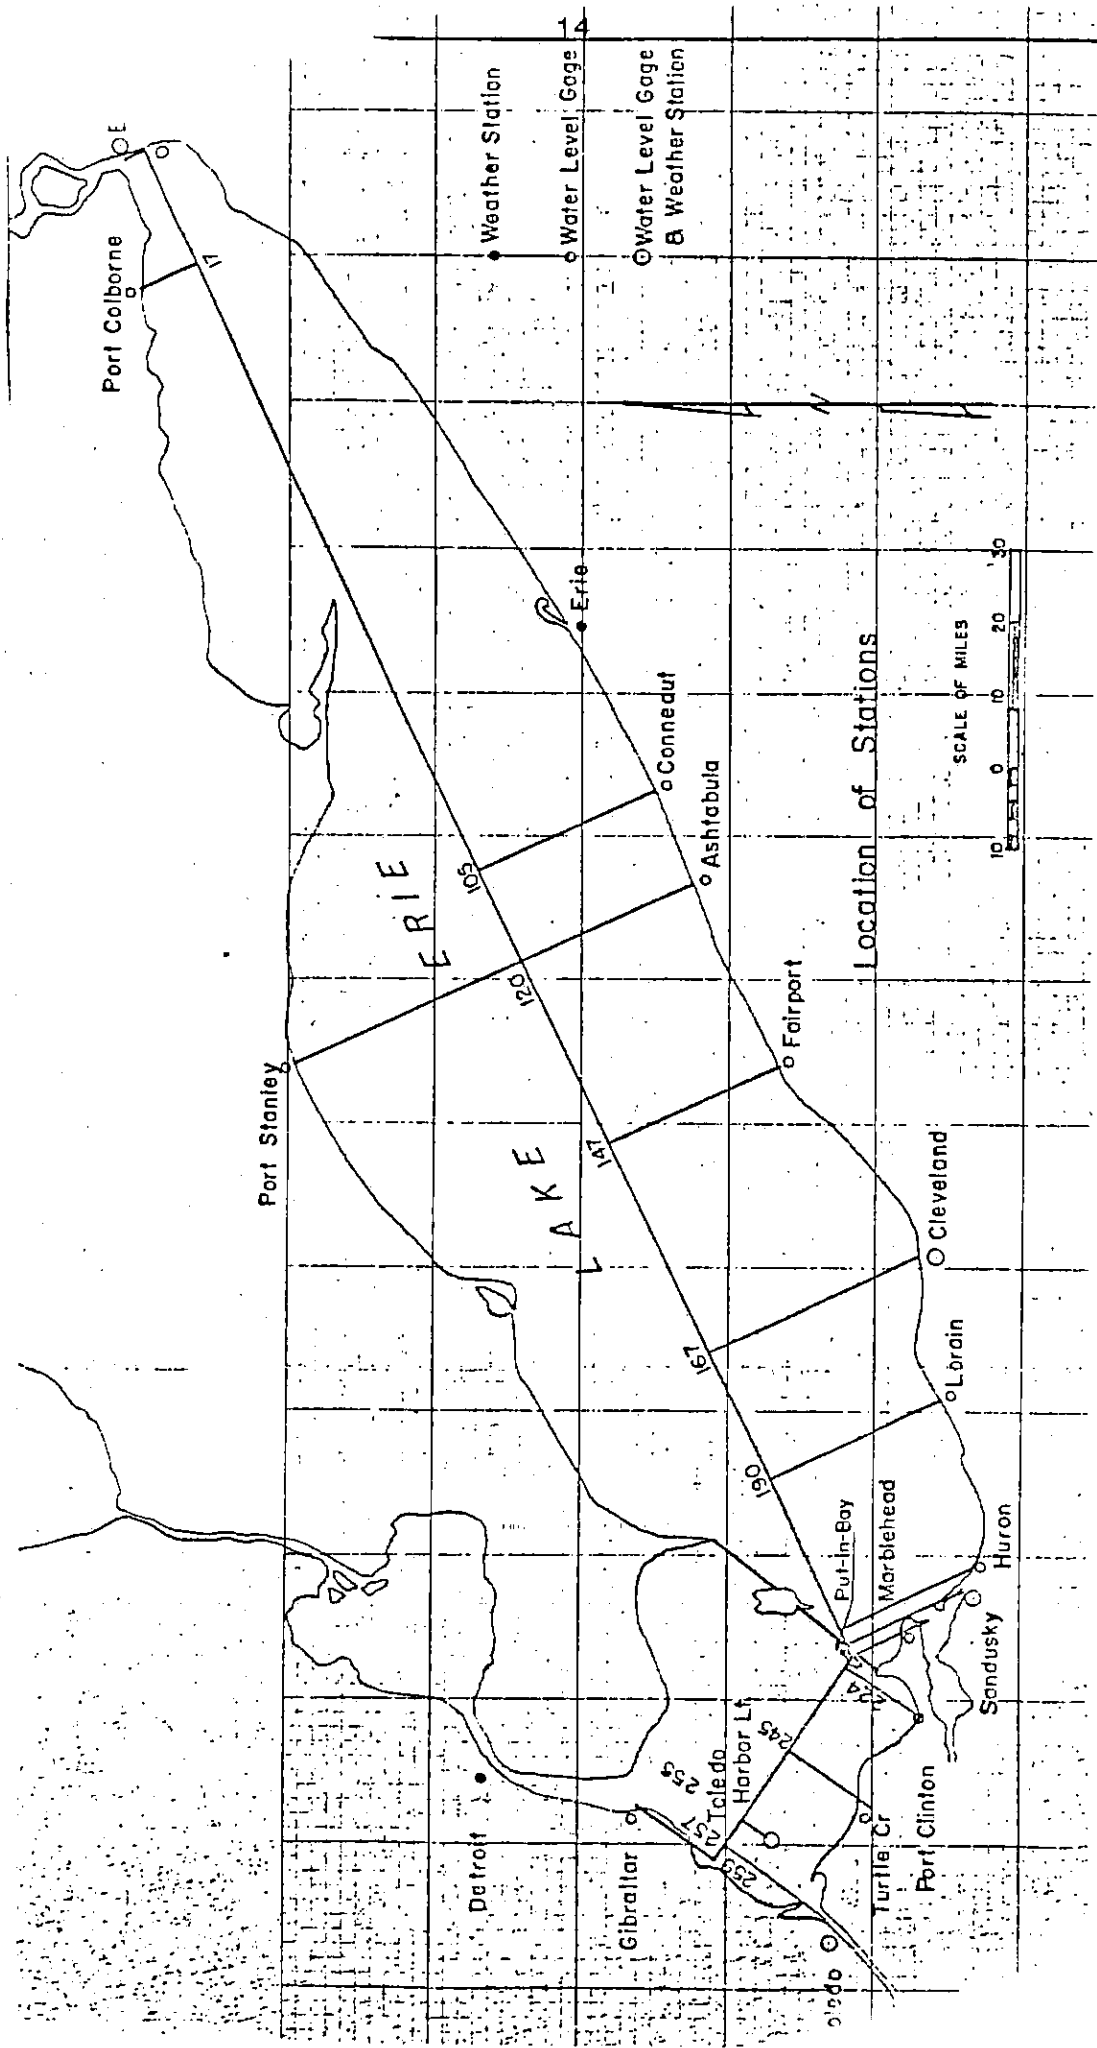 14
Weather Station
Water Level Gage
Water Level Gage
& Weather Station
E
Port Colborne
17
N
Erie
Conneaut
Ashtabula
105
120
LAKE ERIE
Port Stanley
Fairport
147
Cleveland
167
Lorain
190
Put-In-Bay
Marblehead
Huron
Sandusky
Toledo
Harbor Lt.
245
257
259
Detroit
Gibraltar
Turtle Cr
Port Clinton
oledo
Location of Stations
SCALE OF MILES
10 0 10 20 30